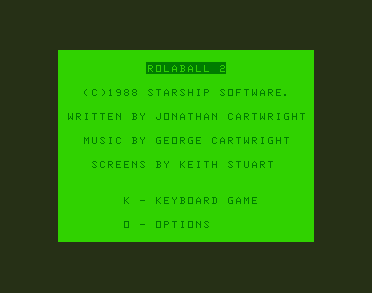 ROLABALL 2
(C)1988 STARSHIP SOFTWARE.
WRITTEN BY JONATHAN CARTWRIGHT
MUSIC BY GEORGE CARTWRIGHT
SCREENS BY KEITH STUART
K - KEYBOARD GAME
O - OPTIONS